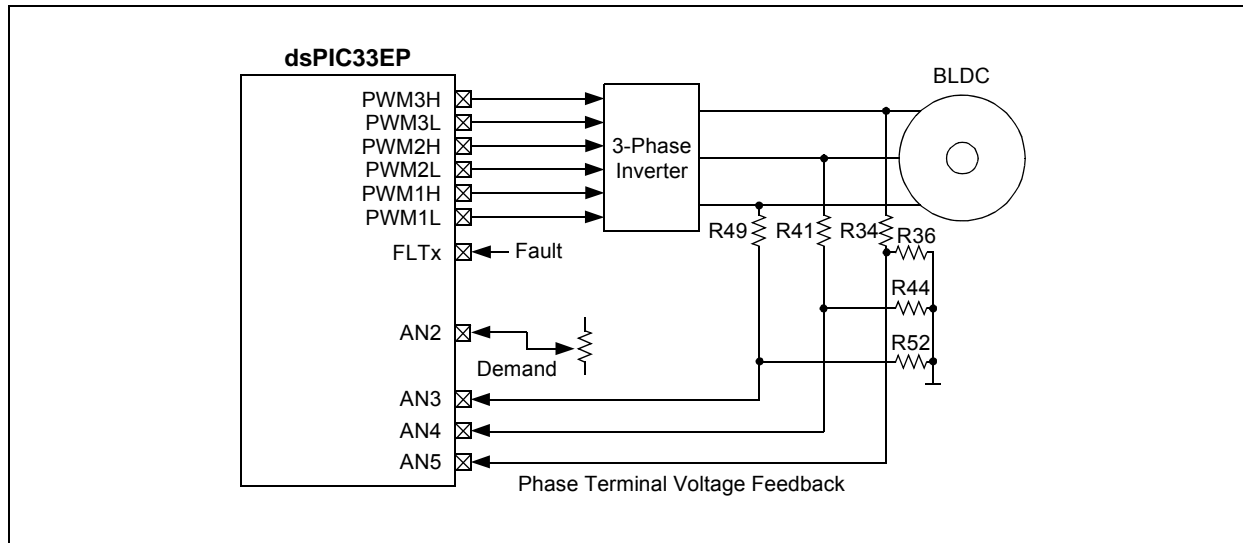 dsPIC33EP
BLDC
PWM3H
PWM3L
PWM2H
PWM2L
PWM1H
PWM1L
3-Phase
Inverter
R49
R41
R34
R36
FLTx
Fault
R44
AN2
R52
Demand
AN3
AN4
AN5
Phase Terminal Voltage Feedback